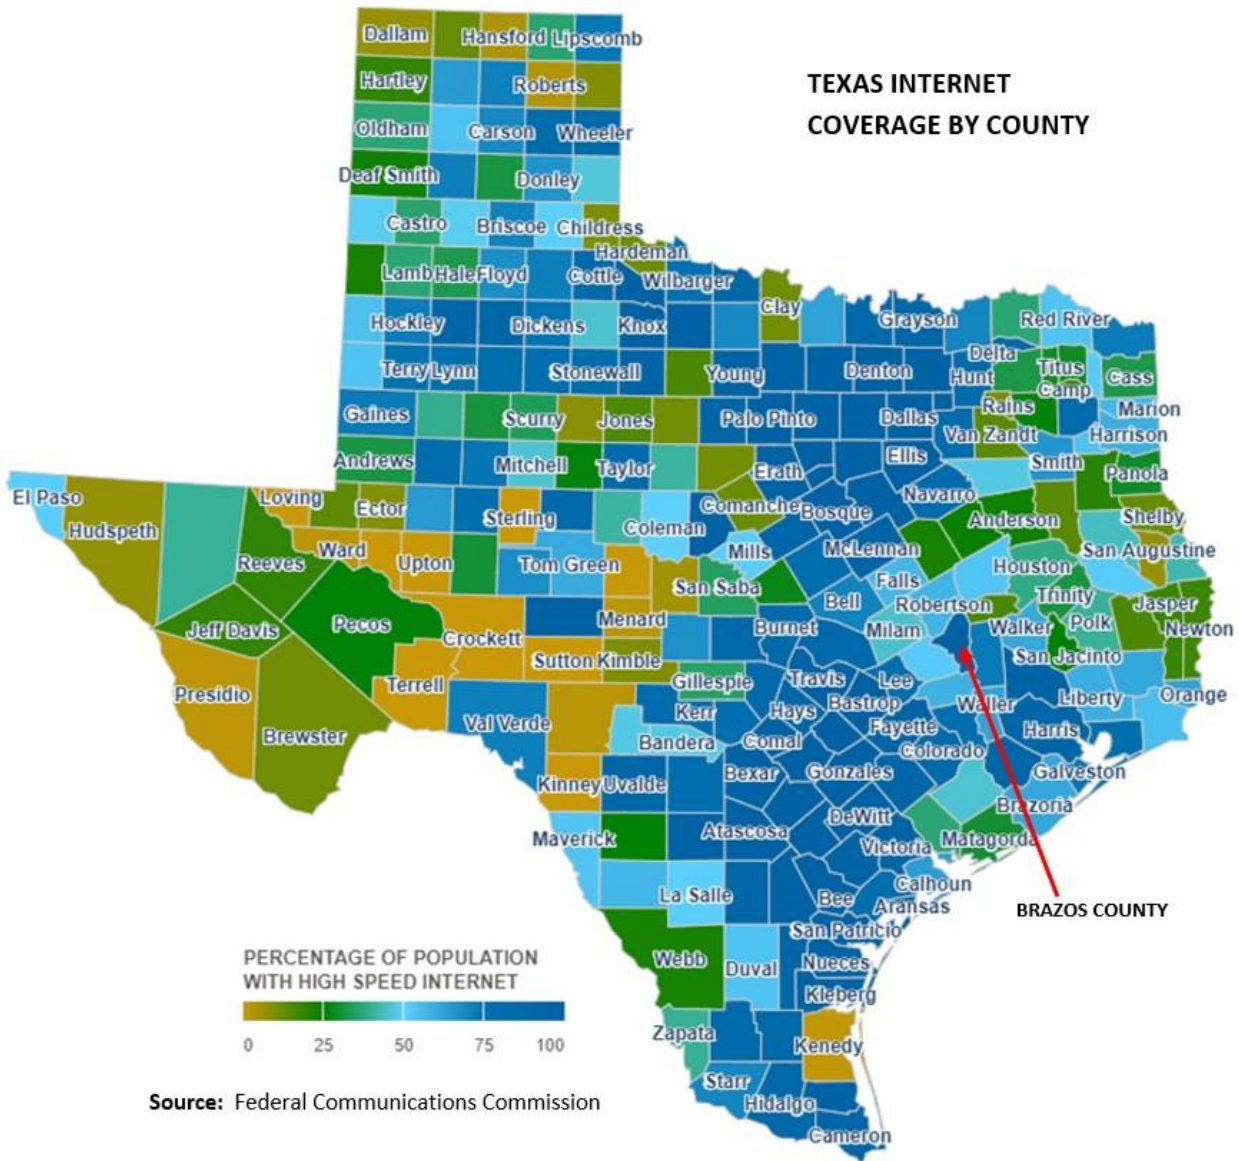 Dallam Hansford Lipscomb
TEXAS INTERNET
COVERAGE BY COUNTY
Hartley Roberts
Oldham Carson Wheeler
Deaf Smith Donley
Castro Briscoe Childress
Hardeman
Lamb Hale Floyd Cottle Wilbarger
Clay
Hockley Dickens Knox Grayson Red River
Delta
Terry Lynn Stonewall Young Denton Hunt Titus Cass
Camp
Gaines Scurry Jones Palo Pinto Dallas Rains Marion
Van Zandt Harrison
Andrews Mitchell Taylor Erath Ellis Smith Panola
El Paso Loving Ector Comanche Navarro
Hudspeth Sterling Coleman Bosque Anderson Shelby
Reeves Ward Upton Tom Green Mills McLennan San Augustine
San Saba Falls Houston
Jeff Davis Pecos Menard Bell Robertson Trinity Jasper
Crockett Burnet Milam Walker Polk Newton
Sutton Kimble San Jacinto
Presidio Terrell Gillespie Travis Lee Liberty Orange
Brewster Val Verde Kerr Hays Bastrop Waller
Bandera Comal Fayette Harris
Colorado
Kinney Uvalde Bexar Gonzales Galveston
Brazoria
Maverick Atascosa DeWitt Matagorda
Victoria
La Salle Bee Calhoun
Aransas BRAZOS COUNTY
San Patricio
Webb Duval Nueces
Kleberg
Zapata Kenedy
Starr
Hidalgo
Cameron
PERCENTAGE OF POPULATION
WITH HIGH SPEED INTERNET
0 25 50 75 100
Source: Federal Communications Commission